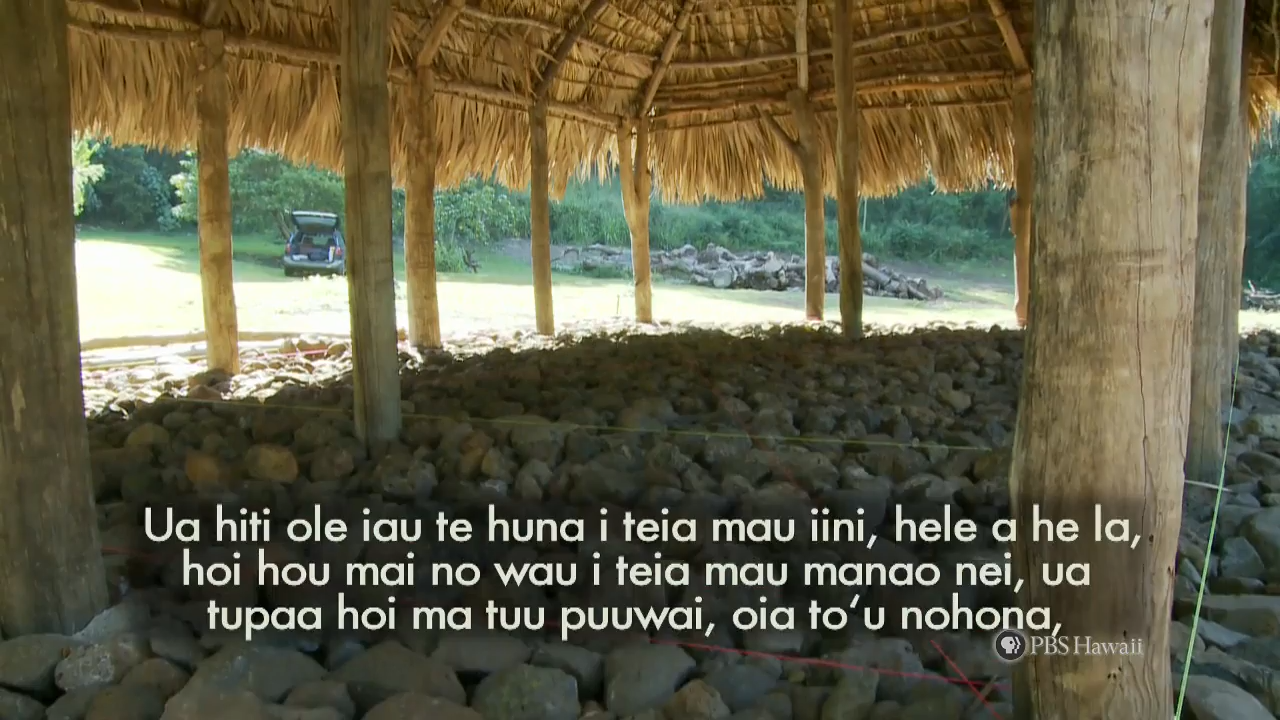 Ua hiti ole iau te huna i teia mau iini, hele a he la,
hoi hou mai no wau i teia mau manao nei, ua
tupaa hoi ma tuu puuwai, oia to‘u nohona,
PBS Hawaii